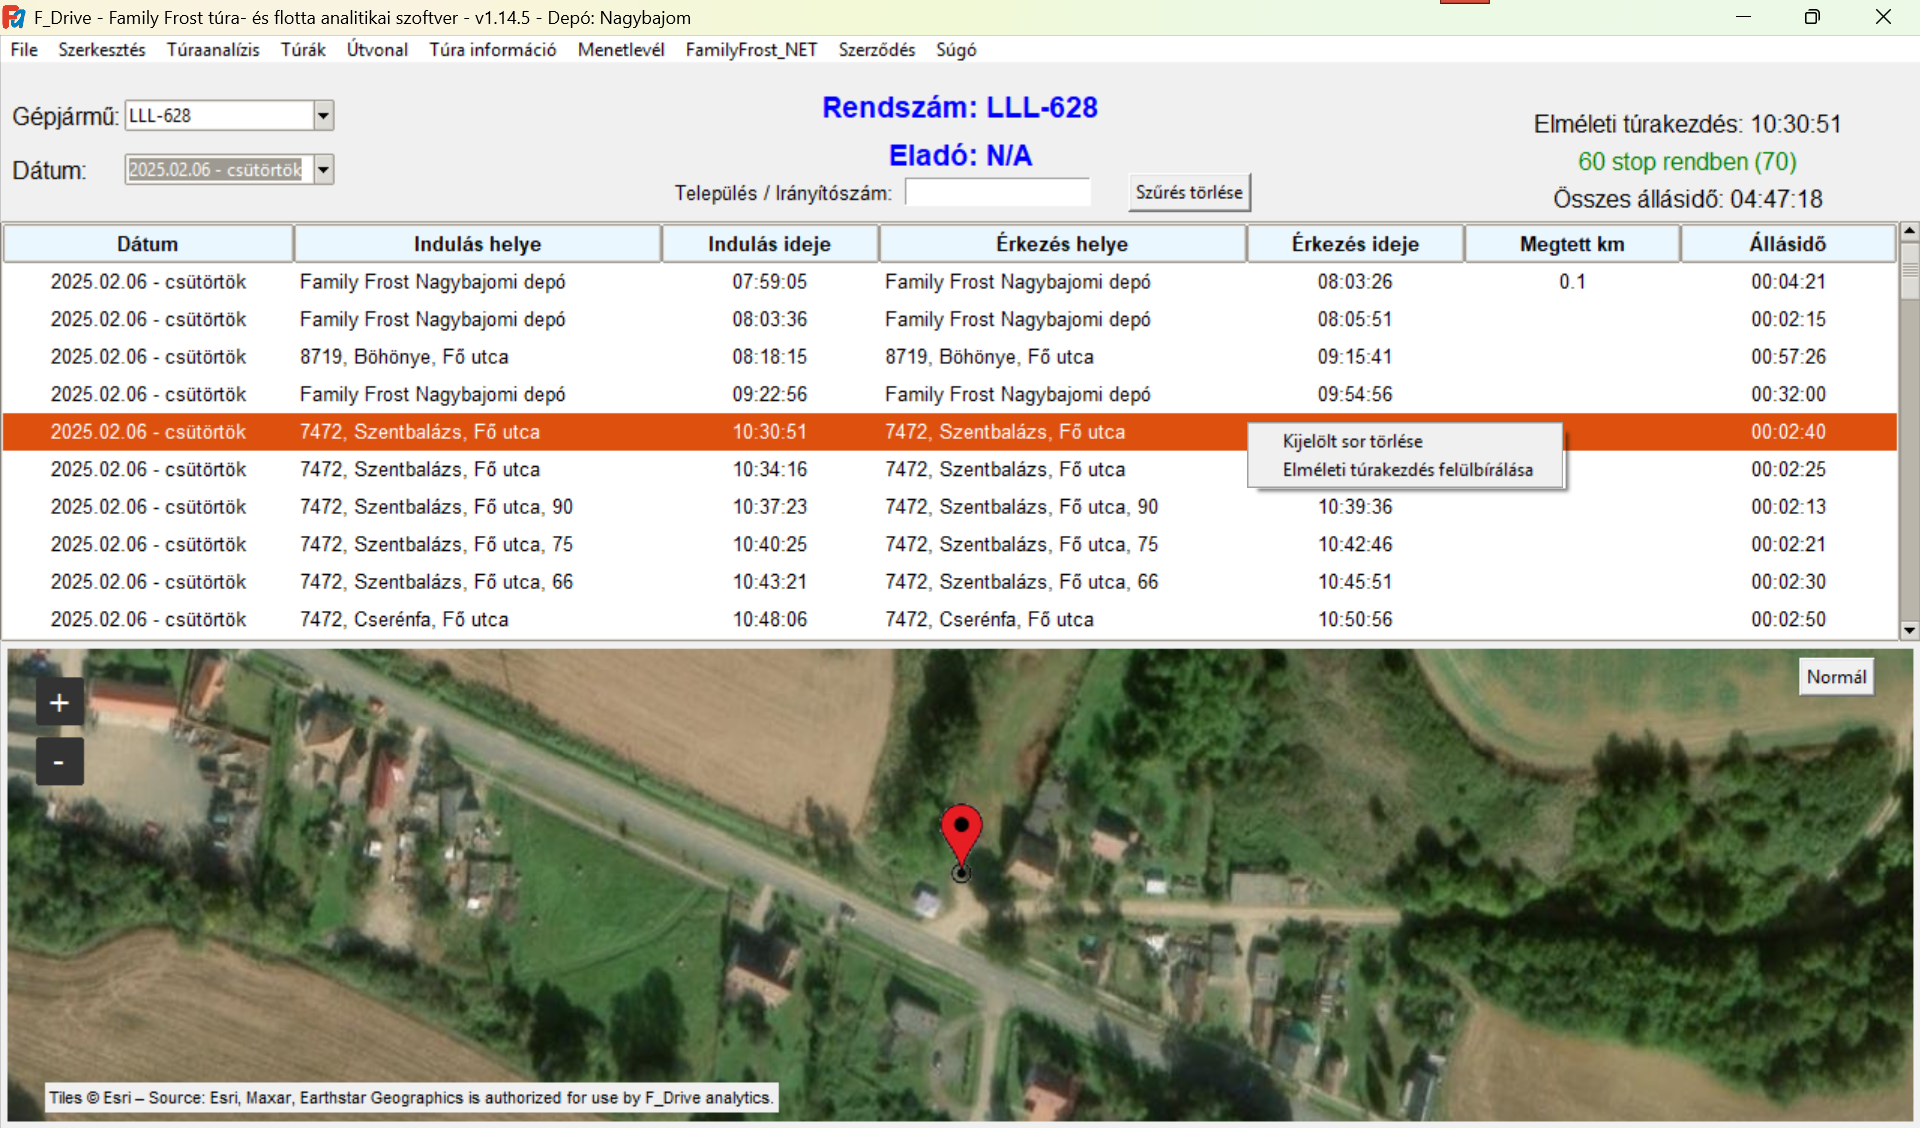 F_Drive - Family Frost túra- és flotta analitikai szoftver - v1.14.5 - Depó: Nagybajom
File Szerkesztés Túraanalízis Túrák Útvonal Túra információ Menetlevél FamilyFrost_NET Szerződés Súgó
Gépjármű: LLL-628
Dátum: 2025.02.06 - csütörtök
Rendszám: LLL-628
Eladó: N/A
Település / Irányítószám: Szűrés törlése
Elméleti túrakezdés: 10:30:51
60 stop rendben (70)
Összes állásidő: 04:47:18
Dátum Indulás helye Indulás ideje Érkezés helye Érkezés ideje Megtett km Állásidő
2025.02.06 - csütörtök Family Frost Nagybajomi depó 07:59:05 Family Frost Nagybajomi depó 08:03:26 0.1 00:04:21
2025.02.06 - csütörtök Family Frost Nagybajomi depó 08:03:36 Family Frost Nagybajomi depó 08:05:51 00:02:15
2025.02.06 - csütörtök 8719, Böhönye, Fő utca 08:18:15 8719, Böhönye, Fő utca 09:15:41 00:57:26
2025.02.06 - csütörtök Family Frost Nagybajomi depó 09:22:56 Family Frost Nagybajomi depó 09:54:56 00:32:00
2025.02.06 - csütörtök 7472, Szentbalázs, Fő utca 10:30:51 7472, Szentbalázs, Fő utca 00:02:40
Kijelölt sor törlése
Elméleti túrakezdés felülbírálása
2025.02.06 - csütörtök 7472, Szentbalázs, Fő utca 10:34:16 7472, Szentbalázs, Fő utca 00:02:25
2025.02.06 - csütörtök 7472, Szentbalázs, Fő utca, 90 10:37:23 7472, Szentbalázs, Fő utca, 90 10:39:36 00:02:13
2025.02.06 - csütörtök 7472, Szentbalázs, Fő utca, 75 10:40:25 7472, Szentbalázs, Fő utca, 75 10:42:46 00:02:21
2025.02.06 - csütörtök 7472, Szentbalázs, Fő utca, 66 10:43:21 7472, Szentbalázs, Fő utca, 66 10:45:51 00:02:30
2025.02.06 - csütörtök 7472, Cserénfa, Fő utca 10:48:06 7472, Cserénfa, Fő utca 10:50:56 00:02:50
+
-
Normál
Tiles © Esri – Source: Esri, Maxar, Earthstar Geographics is authorized for use by F_Drive analytics.